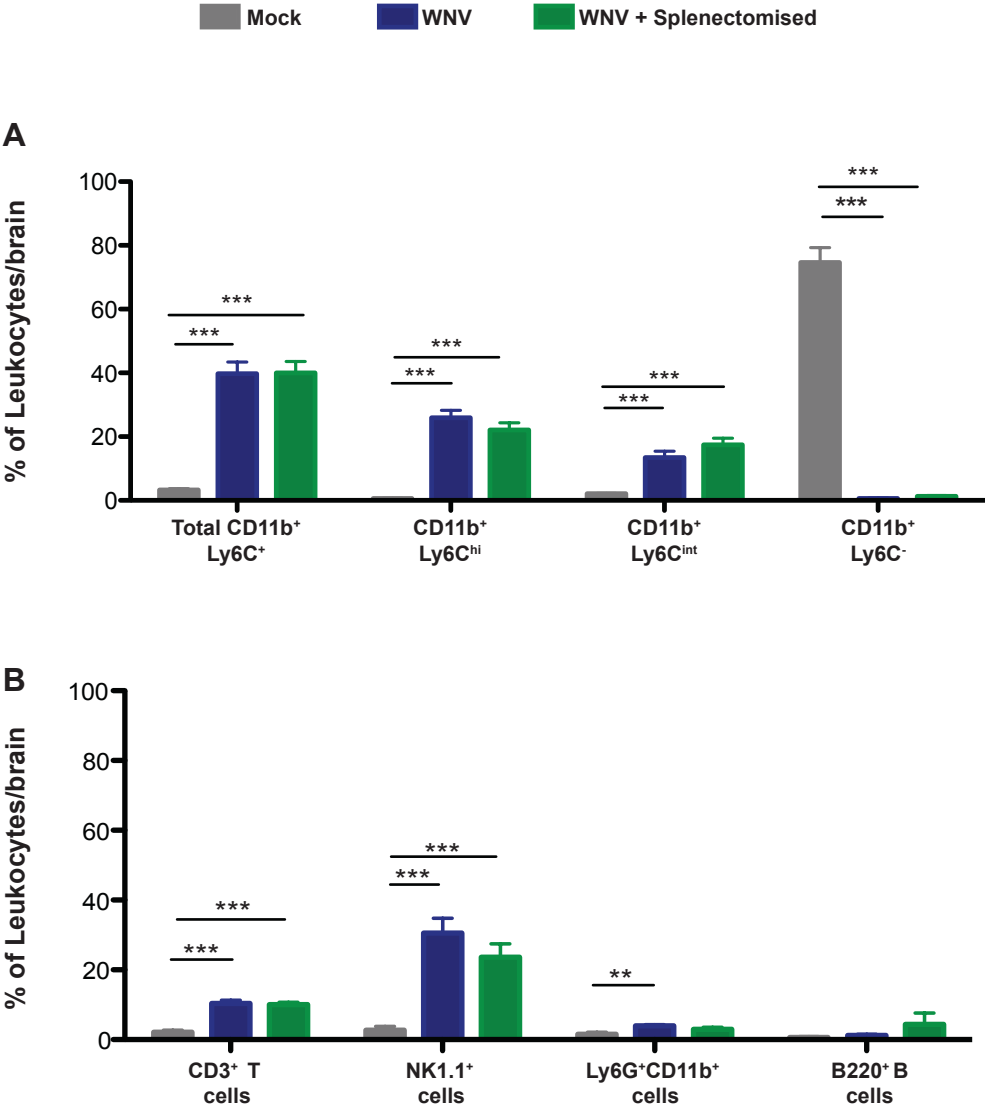 Mock WNV WNV + Splenectomised
A
% of Leukocytes/brain
100
80
60
40
20
0
*** *** *** *** *** *** *** ***
Total CD11b⁺ CD11b⁺ CD11b⁺ CD11b⁺
Ly6C⁺ Ly6Cʰⁱ Ly6Cⁱⁿᵗ Ly6C⁻
B
% of Leukocytes/brain
100
80
60
40
20
0
*** *** *** *** **
CD3⁺ T NK1.1⁺ Ly6G⁺CD11b⁺ B220⁺ B
cells cells cells cells